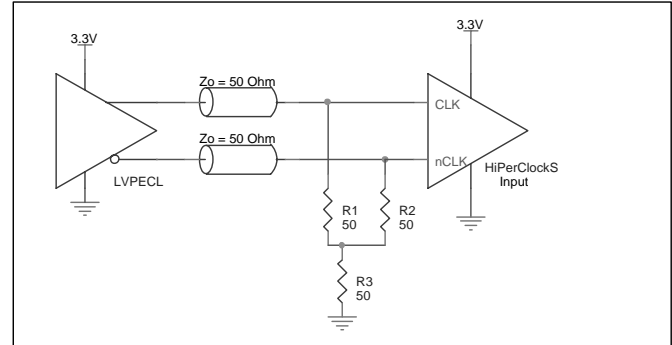 3.3V
3.3V
Zo = 50 Ohm
CLK
Zo = 50 Ohm
nCLK
LVPECL
HiPerClockS
Input
R1
50
R2
50
R3
50